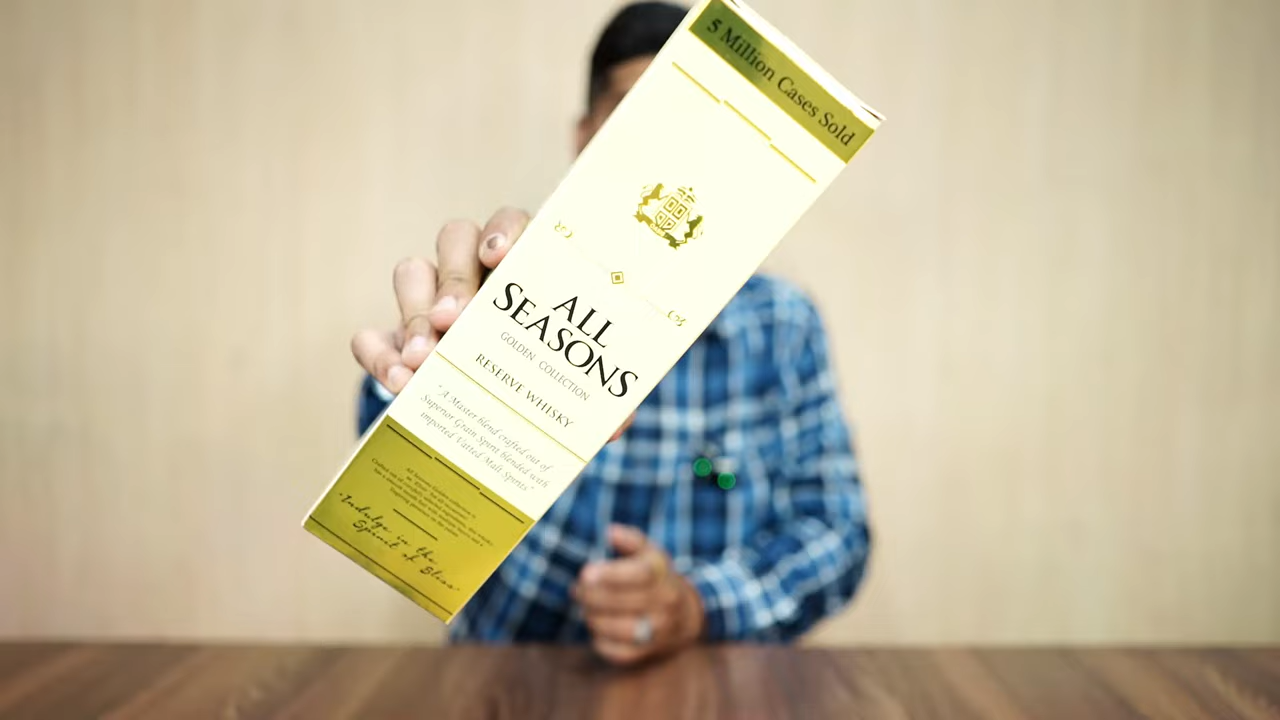 5 Million Cases Sold
ALL
SEASONS
GOLDEN COLLECTION
RESERVE WHISKY
"A Master blend crafted out of
Superior Grain Spirit blended with
imported Vatted Malt Spirits"
"Indulge in the
Spirit of Bliss"